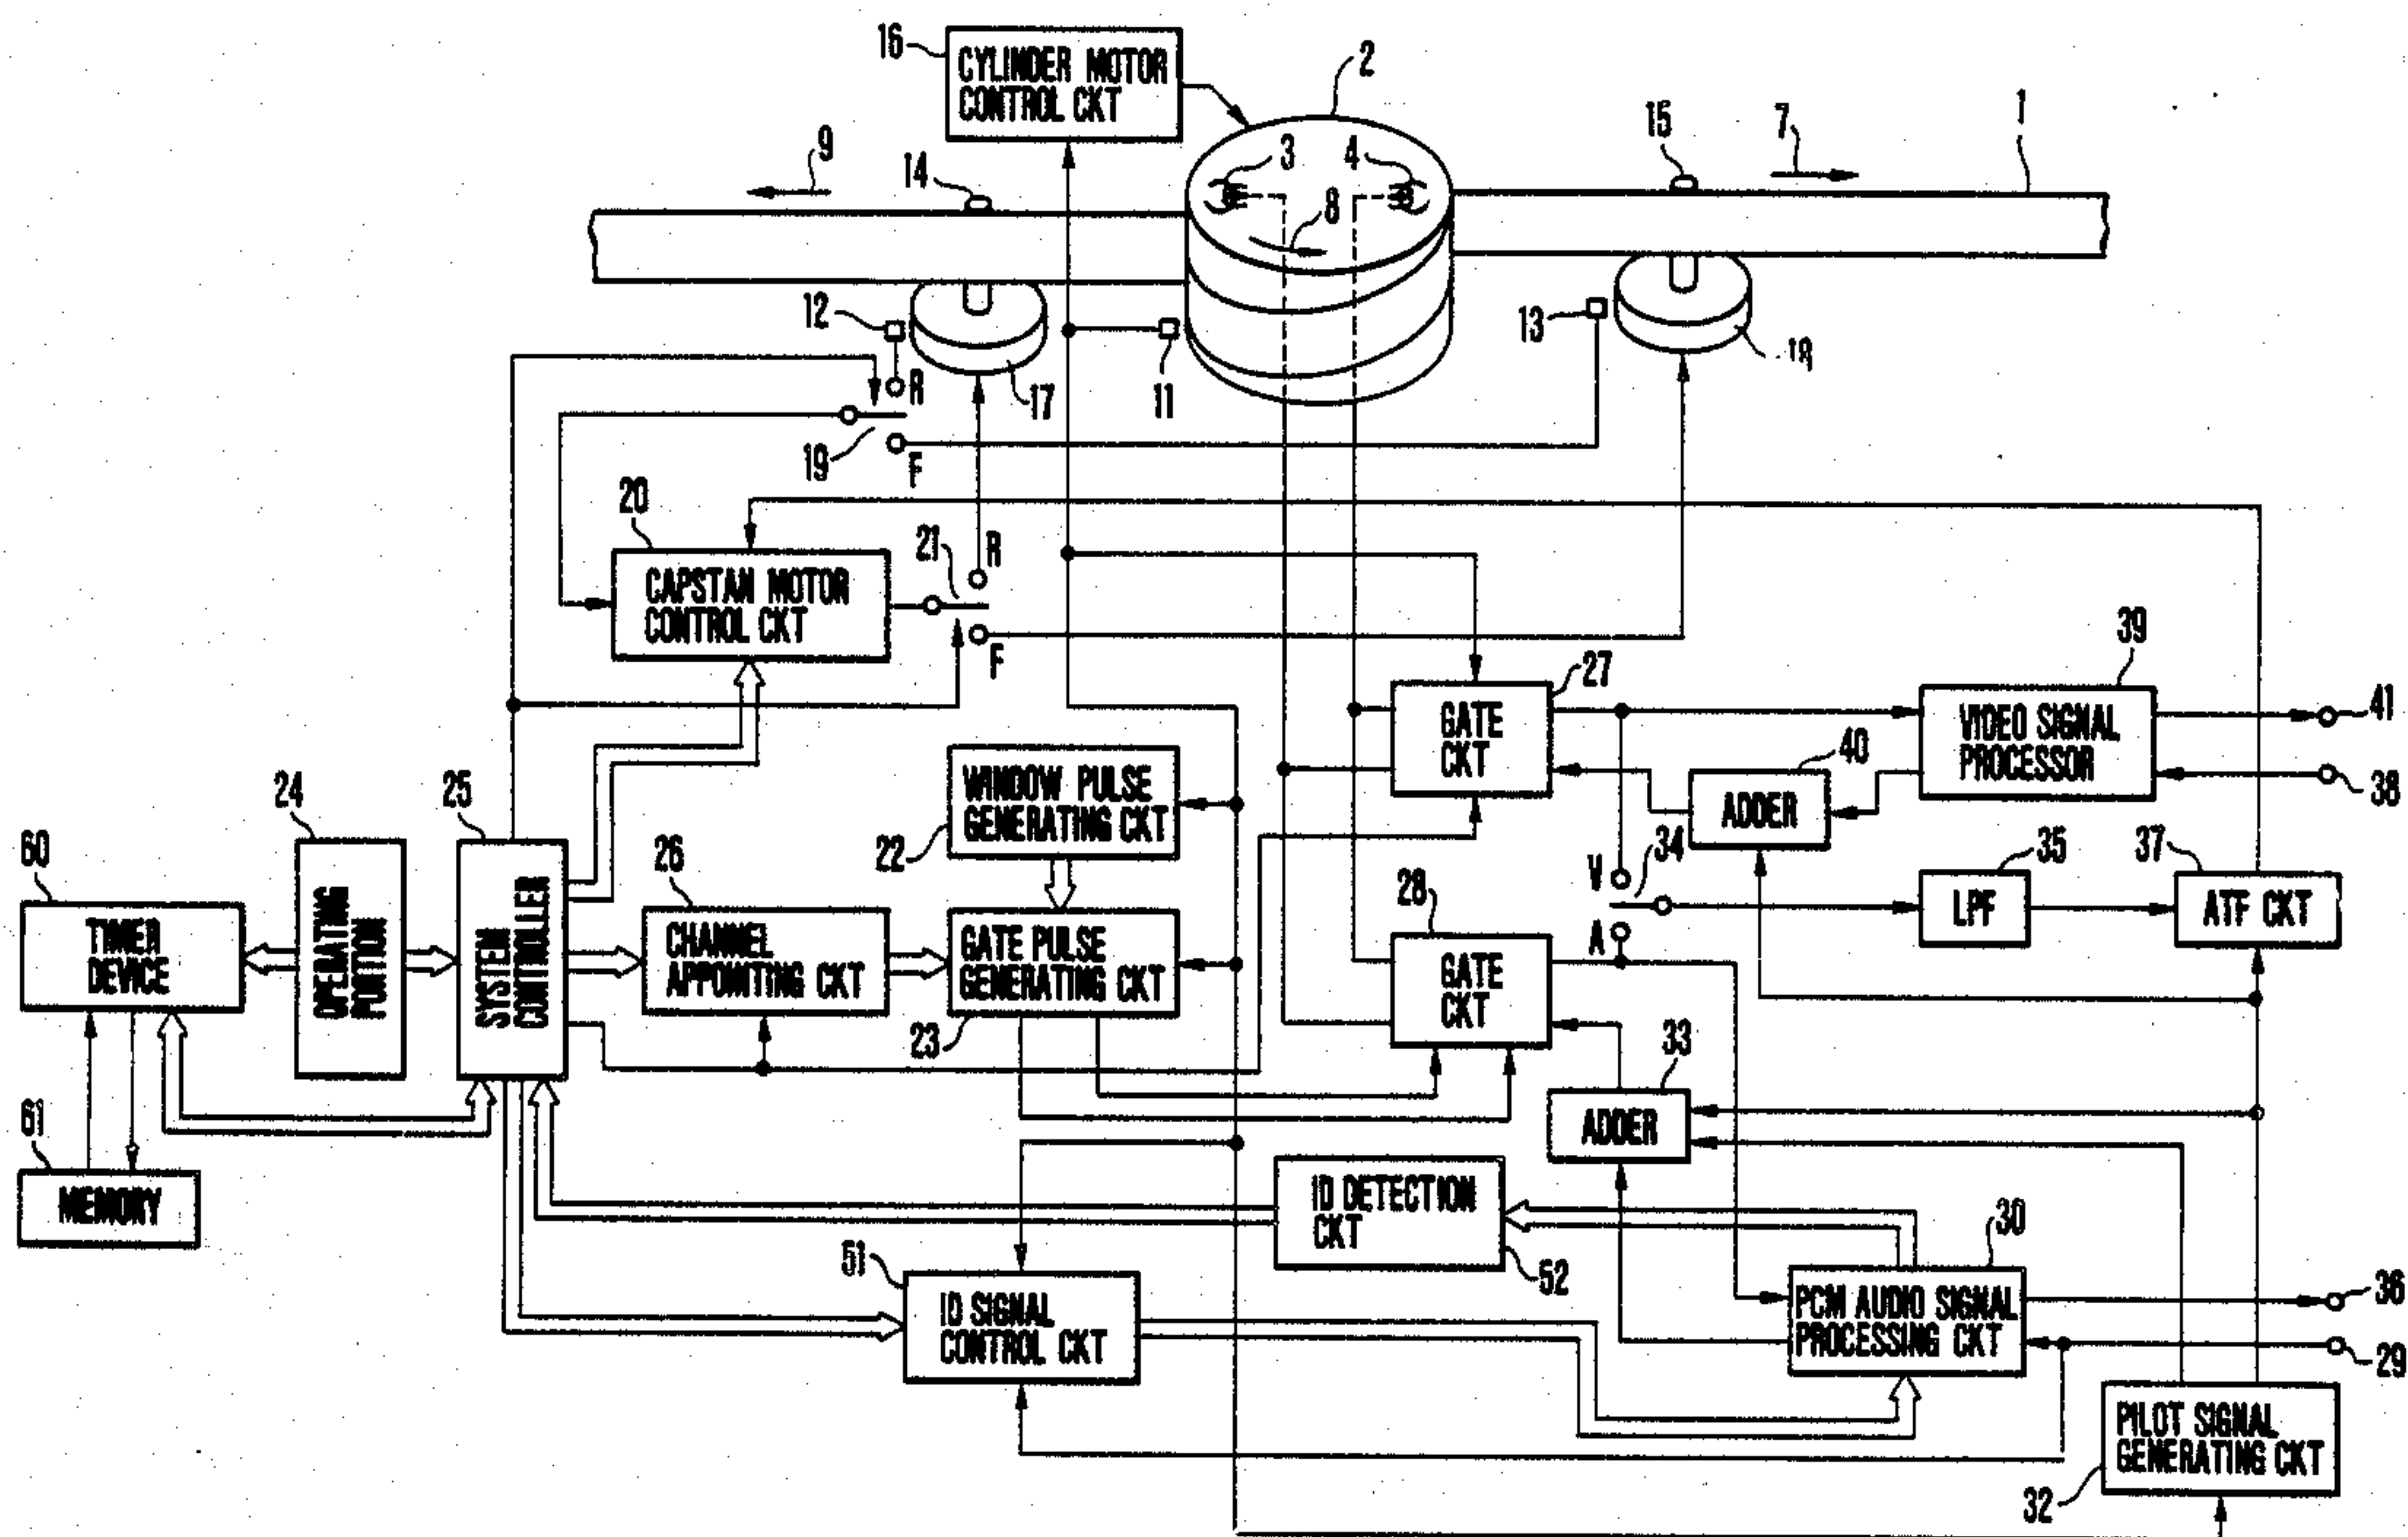 16
CYLINDER MOTOR
CONTROL CKT
2
9
14
3
4
8
15
7
1
12
R
17
11
13
18
19
F
20
CAPSTAN MOTOR
CONTROL CKT
21
R
F
27
GATE
CKT
39
VIDEO SIGNAL
PROCESSOR
41
38
40
ADDER
24
OPERATING
PORTION
25
SYSTEM
CONTROLLER
22
WINDOW PULSE
GENERATING CKT
60
TIMER
DEVICE
26
CHANNEL
APPOINTING CKT
GATE PULSE
GENERATING CKT
23
28
GATE
CKT
V
34
A
35
LPF
37
ATF CKT
33
ADDER
61
MEMORY
ID DETECTION
CKT
52
51
ID SIGNAL
CONTROL CKT
30
PCM AUDIO SIGNAL
PROCESSING CKT
36
29
PILOT SIGNAL
GENERATING CKT
32